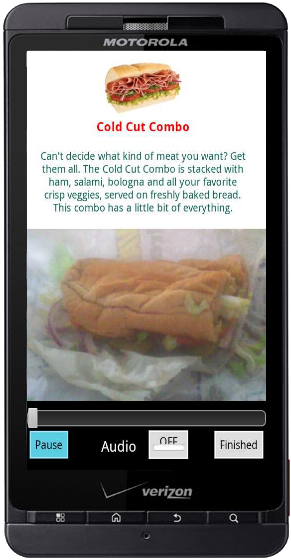 MOTOROLA
Cold Cut Combo
Can't decide what kind of meat you want? Get
them all. The Cold Cut Combo is stacked with
ham, salami, bologna and all your favorite
crisp veggies, served on freshly baked bread.
This combo has a little bit of everything.
Pause
Audio
OFF
Finished
verizon